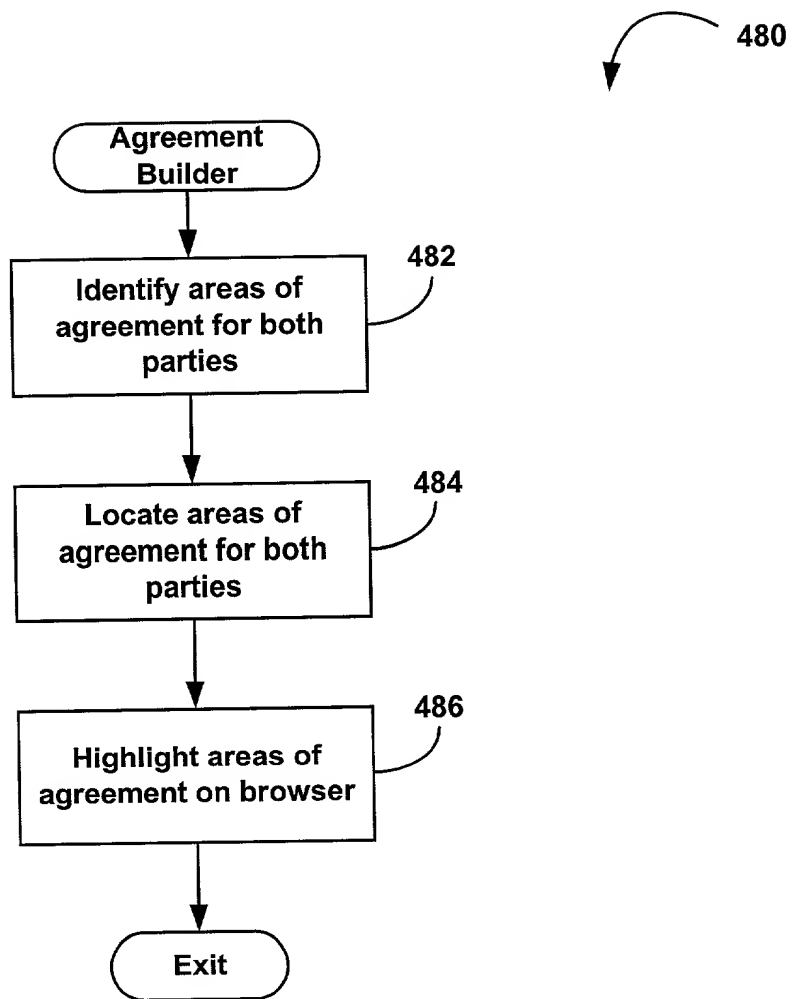 480
Agreement
Builder
482
Identify areas of
agreement for both
parties
484
Locate areas of
agreement for both
parties
486
Highlight areas of
agreement on browser
Exit